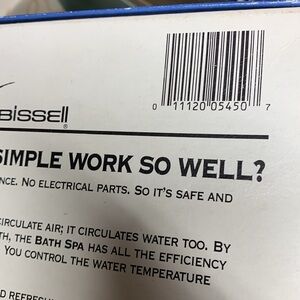 0 11120 05450 7
BISSELL®
SIMPLE WORK SO WELL?
NCE. NO ELECTRICAL PARTS. SO IT'S SAFE AND
CIRCULATE AIR; IT CIRCULATES WATER TOO. BY
TH, THE BATH SPA HAS ALL THE EFFICIENCY
YOU CONTROL THE WATER TEMPERATURE